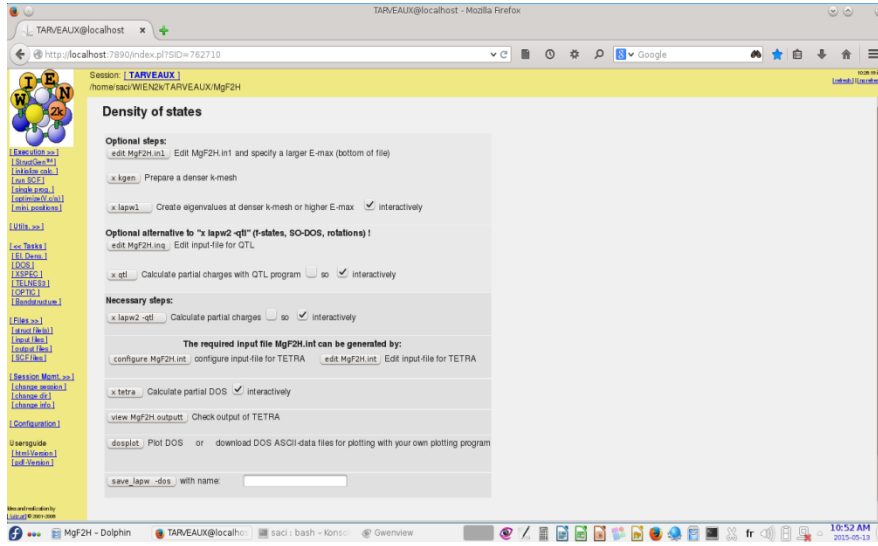 TARVEAUX@localhost - Mozilla Firefox
TARVEAUX@localhost
http://localhost:7890/index.pl?SID=762710
Google
W I E N 2k
Session: [ TARVEAUX ]
/home/saci/WIEN2k/TARVEAUX/MgF2H
[ Execution >> ]
[ StructGen™ ]
[ initialize calc. ]
[ run SCF ]
[ single prog. ]
[ optimize(V,c/a) ]
[ mini. positions ]
[ Utils. >> ]
[ << Tasks ]
[ El. Dens. ]
[ DOS ]
[ XSPEC ]
[ TELNES3 ]
[ OPTIC ]
[ Bandstructure ]
[ Files >> ]
[ struct file(s) ]
[ input files ]
[ output files ]
[ SCF files ]
[ Session Mgmt. >> ]
[ change session ]
[ change dir ]
[ change info ]
[ Configuration ]
Usersguide
[ html-Version ]
[ pdf-Version ]
Idea and realization by
© 2001-2008
Density of states
Optional steps:
edit MgF2H.in1 Edit MgF2H.in1 and specify a larger E-max (bottom of file)
x kgen Prepare a denser k-mesh
x lapw1 Create eigenvalues at denser k-mesh or higher E-max interactively
Optional alternative to "x lapw2 -qtl" (f-states, SO-DOS, rotations) !
edit MgF2H.inq Edit input-file for QTL
x qtl Calculate partial charges with QTL program so interactively
Necessary steps:
x lapw2 -qtl Calculate partial charges so interactively
The required input file MgF2H.int can be generated by:
configure MgF2H.int configure input-file for TETRA edit MgF2H.int Edit input-file for TETRA
x tetra Calculate partial DOS interactively
view MgF2H.outputt Check output of TETRA
dosplot Plot DOS or download DOS ASCII-data files for plotting with your own plotting program
save_lapw -dos with name:
MgF2H – Dolphin
TARVEAUX@localhos
saci : bash – Konsol
Gwenview
fr
10:52 AM
2015-05-13